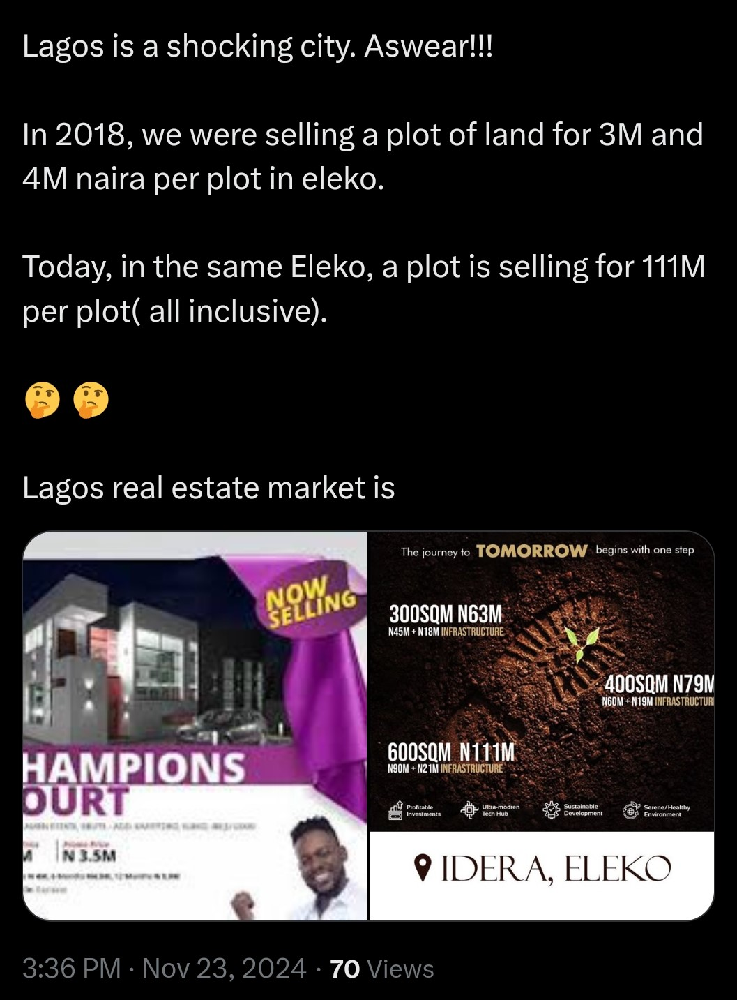 Lagos is a shocking city. Aswear!!!
In 2018, we were selling a plot of land for 3M and
4M naira per plot in eleko.
Today, in the same Eleko, a plot is selling for 111M
per plot( all inclusive).
🤔 🤔
Lagos real estate market is
NOW
SELLING
HAMPIONS
OURT
Promo Price
M N 3.5M
The journey to TOMORROW begins with one step
300SQM N63M
N45M + N18M INFRASTRUCTURE
400SQM N79M
N60M + N19M INFRASTRUCTUR
600SQM N111M
N90M + N21M INFRASTRUCTURE
Profitable
Investments
Ultra-modren
Tech Hub
Sustainable
Development
Serene/Healthy
Environment
IDERA, ELEKO
3:36 PM · Nov 23, 2024 · 70 Views